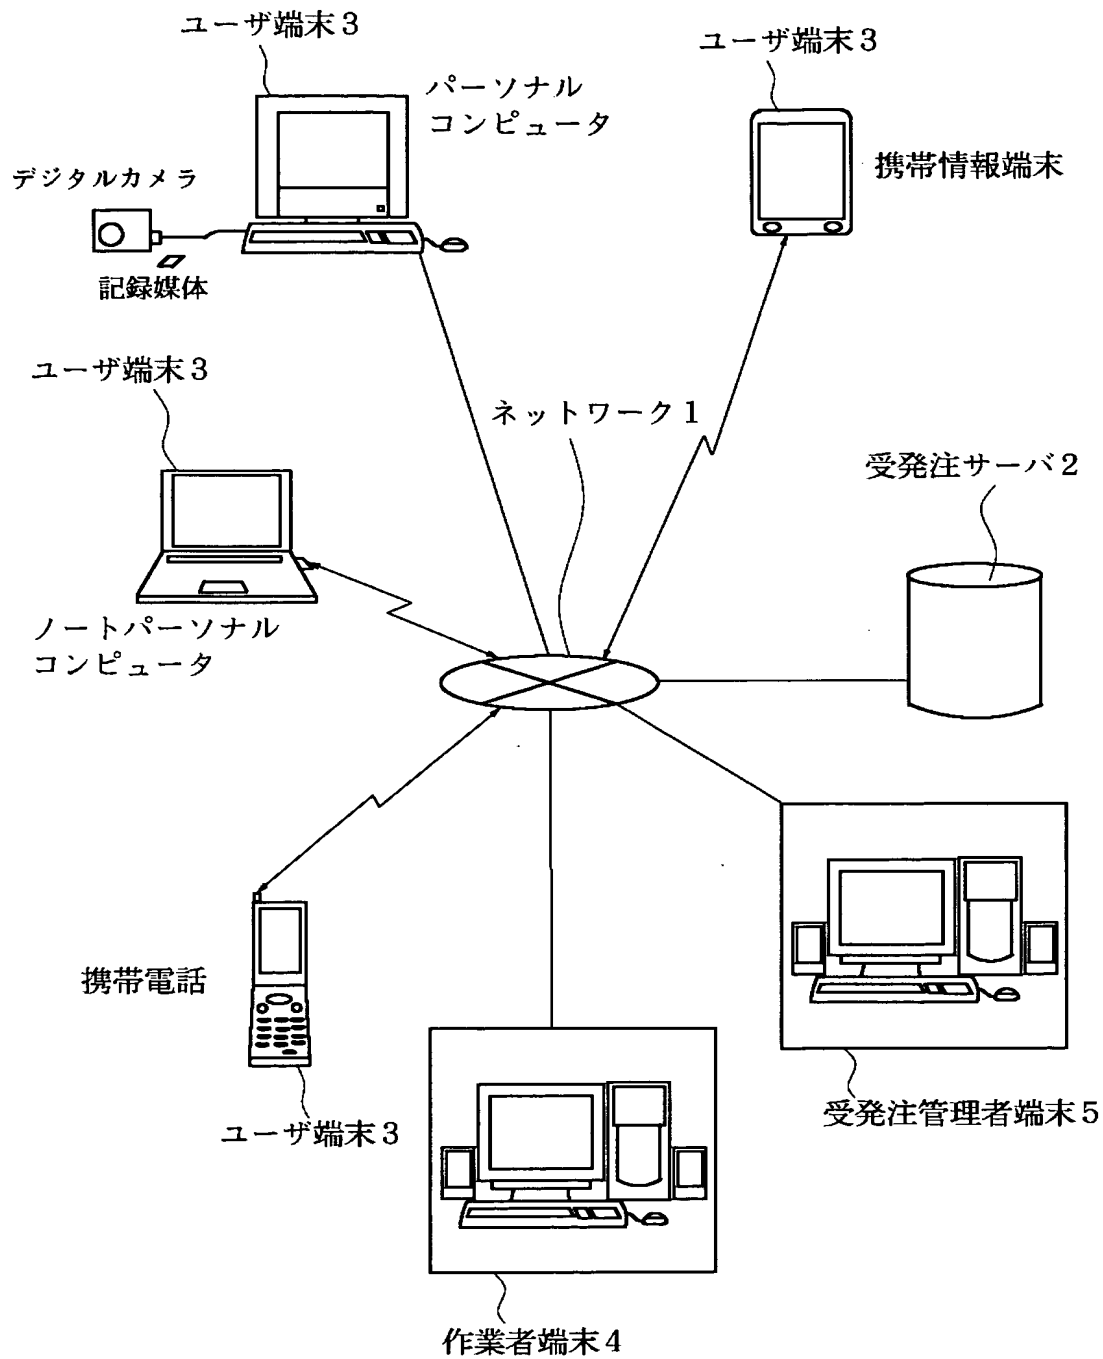 ユーザ端末3
ユーザ端末3
パーソナル
コンピュータ
デジタルカメラ
携帯情報端末
記録媒体
ユーザ端末3
ネットワーク1
受発注サーバ2
ノートパーソナル
コンピュータ
携帯電話
ユーザ端末3
受発注管理者端末5
作業者端末4